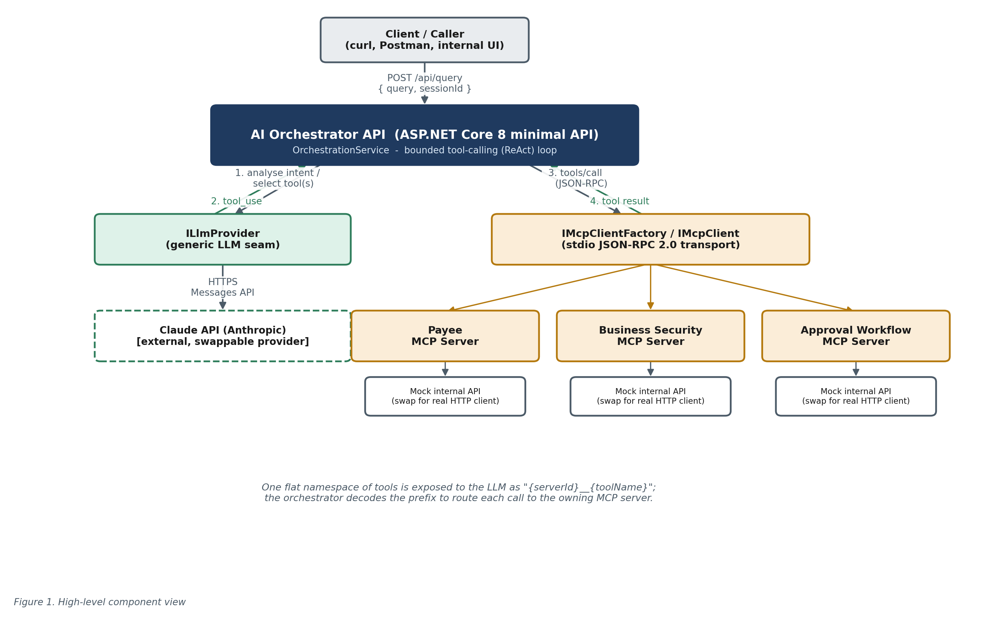 Client / Caller
(curl, Postman, internal UI)
POST /api/query
{ query, sessionId }
AI Orchestrator API  (ASP.NET Core 8 minimal API)
OrchestrationService  -  bounded tool-calling (ReAct) loop
1. analyse intent /
select tool(s)
2. tool_use
3. tools/call
(JSON-RPC)
4. tool result
ILlmProvider
(generic LLM seam)
IMcpClientFactory / IMcpClient
(stdio JSON-RPC 2.0 transport)
HTTPS
Messages API
Claude API (Anthropic)
[external, swappable provider]
Payee
MCP Server
Business Security
MCP Server
Approval Workflow
MCP Server
Mock internal API
(swap for real HTTP client)
Mock internal API
(swap for real HTTP client)
Mock internal API
(swap for real HTTP client)
One flat namespace of tools is exposed to the LLM as "{serverId}__{toolName}";
the orchestrator decodes the prefix to route each call to the owning MCP server.
Figure 1. High-level component view